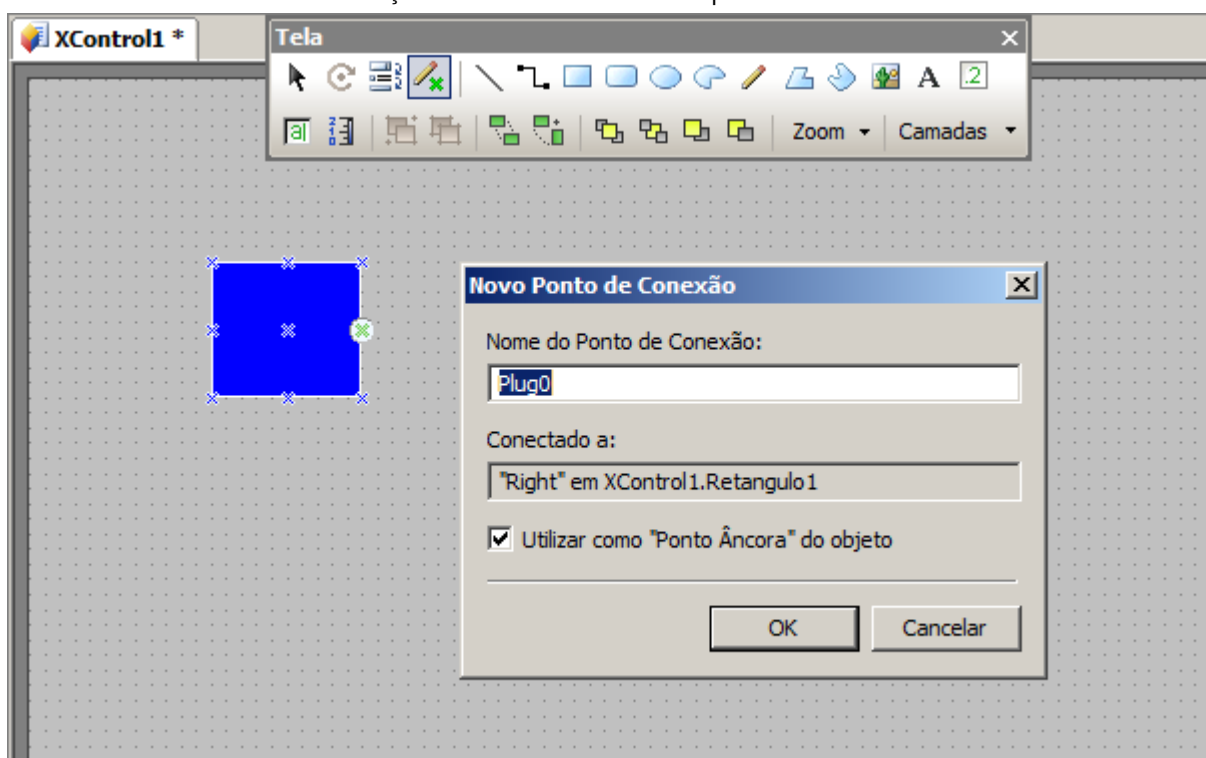 XControl1 *
Tela
A .2
a
Zoom Camadas
Novo Ponto de Conexão
Nome do Ponto de Conexão:
Plug0
Conectado a:
"Right" em XControl1.Retangulo1
Utilizar como "Ponto Âncora" do objeto
OK Cancelar